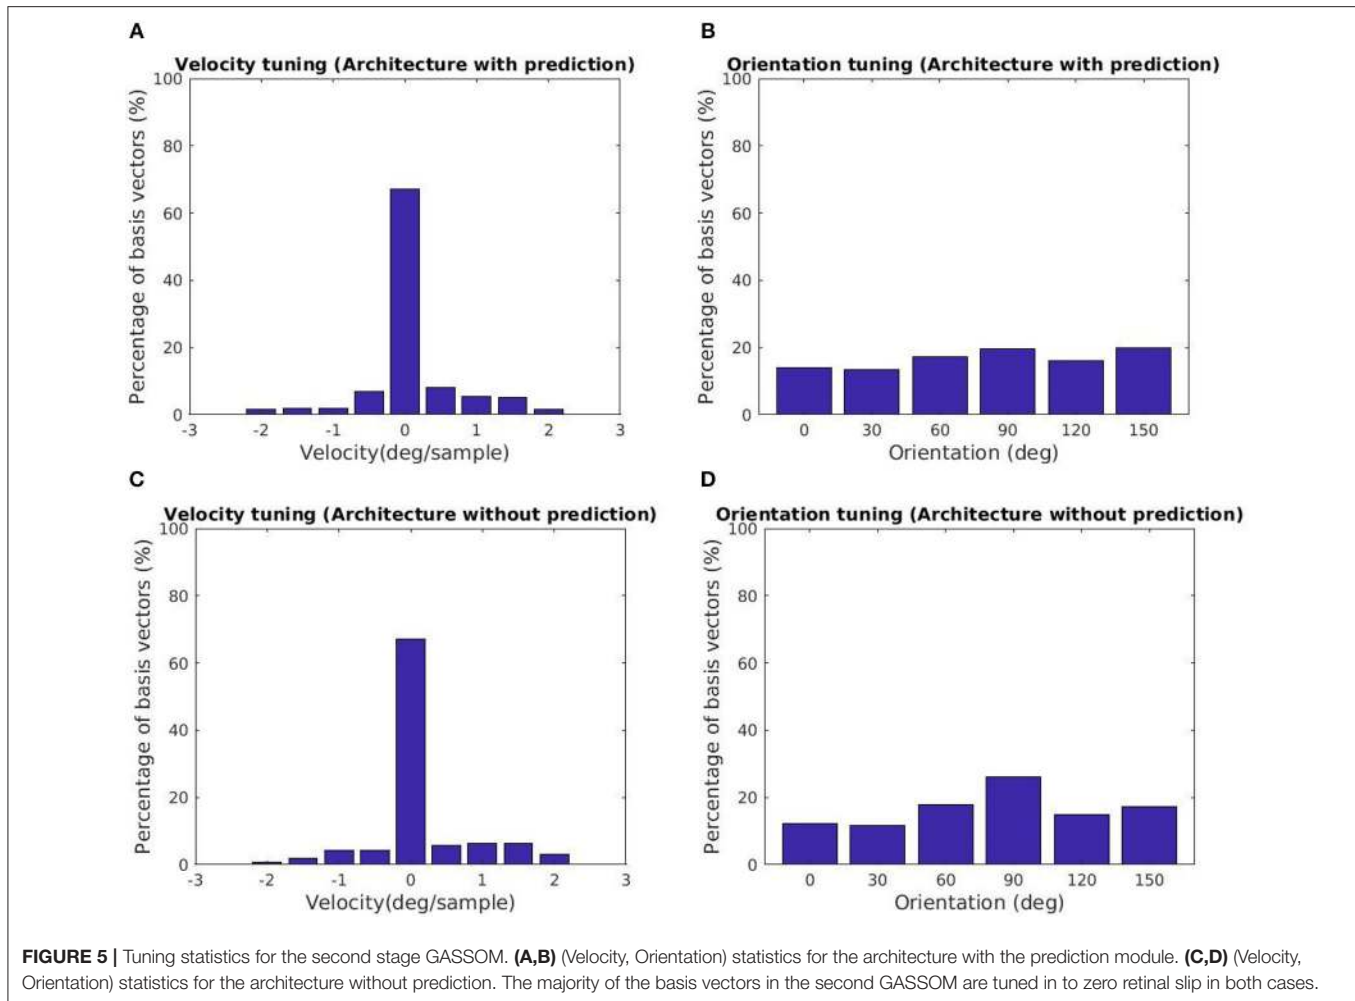 A
Velocity tuning (Architecture with prediction)
Percentage of basis vectors (%)
100
80
60
40
20
0
-3 -2 -1 0 1 2 3
Velocity(deg/sample)
B
Orientation tuning (Architecture with prediction)
Percentage of basis vectors (%)
100
80
60
40
20
0
0 30 60 90 120 150
Orientation (deg)
C
Velocity tuning (Architecture without prediction)
Percentage of basis vectors (%)
100
80
60
40
20
0
-3 -2 -1 0 1 2 3
Velocity(deg/sample)
D
Orientation tuning (Architecture without prediction)
Percentage of basis vectors (%)
100
80
60
40
20
0
0 30 60 90 120 150
Orientation (deg)
FIGURE 5 | Tuning statistics for the second stage GASSOM. (A,B) (Velocity, Orientation) statistics for the architecture with the prediction module. (C,D) (Velocity,
Orientation) statistics for the architecture without prediction. The majority of the basis vectors in the second GASSOM are tuned in to zero retinal slip in both cases.